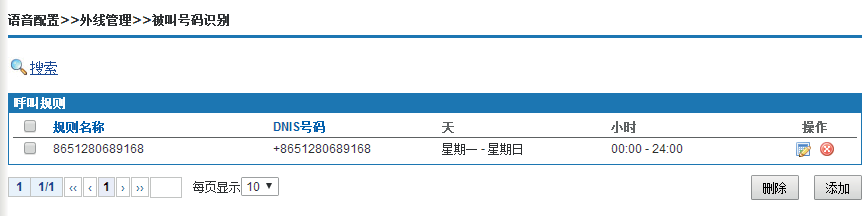 语音配置>>外线管理>>被叫号码识别
搜索
呼叫规则
规则名称 DNIS号码 天 小时 操作
8651280689168 +8651280689168 星期一 - 星期日 00:00 - 24:00
1 1/1 ‹‹ ‹ 1 › ›› 每页显示 10 ▼ 删除 添加